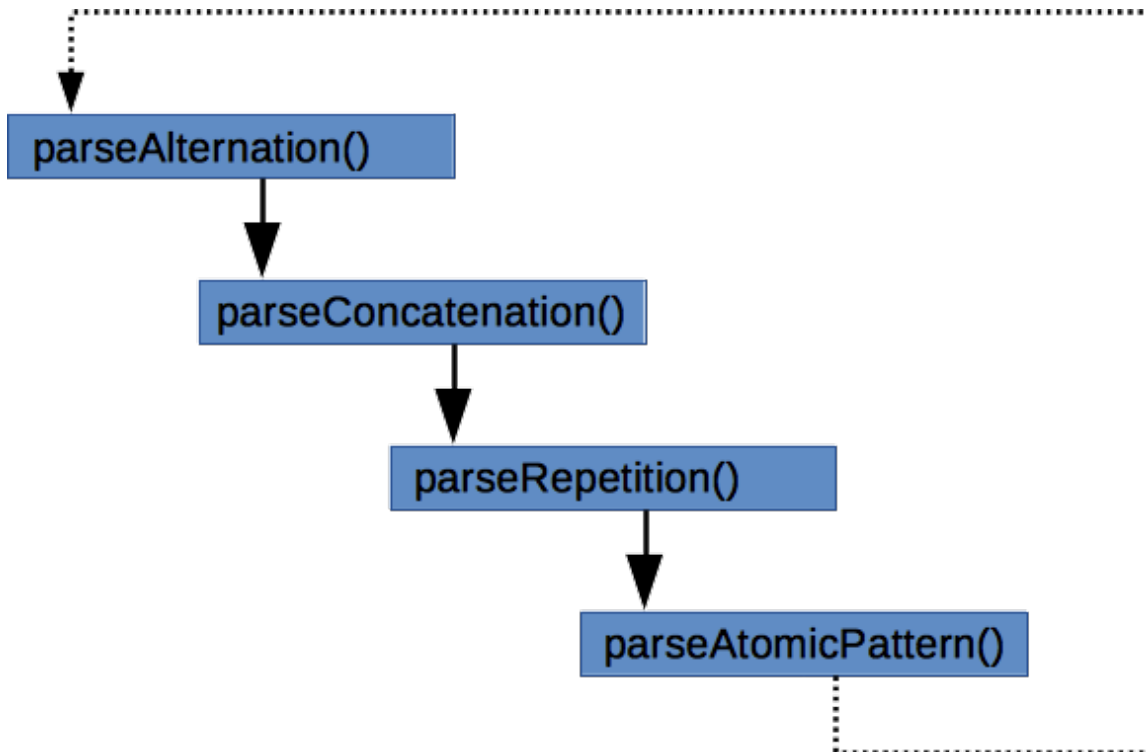 parseAlternation()
parseConcatenation()
parseRepetition()
parseAtomicPattern()